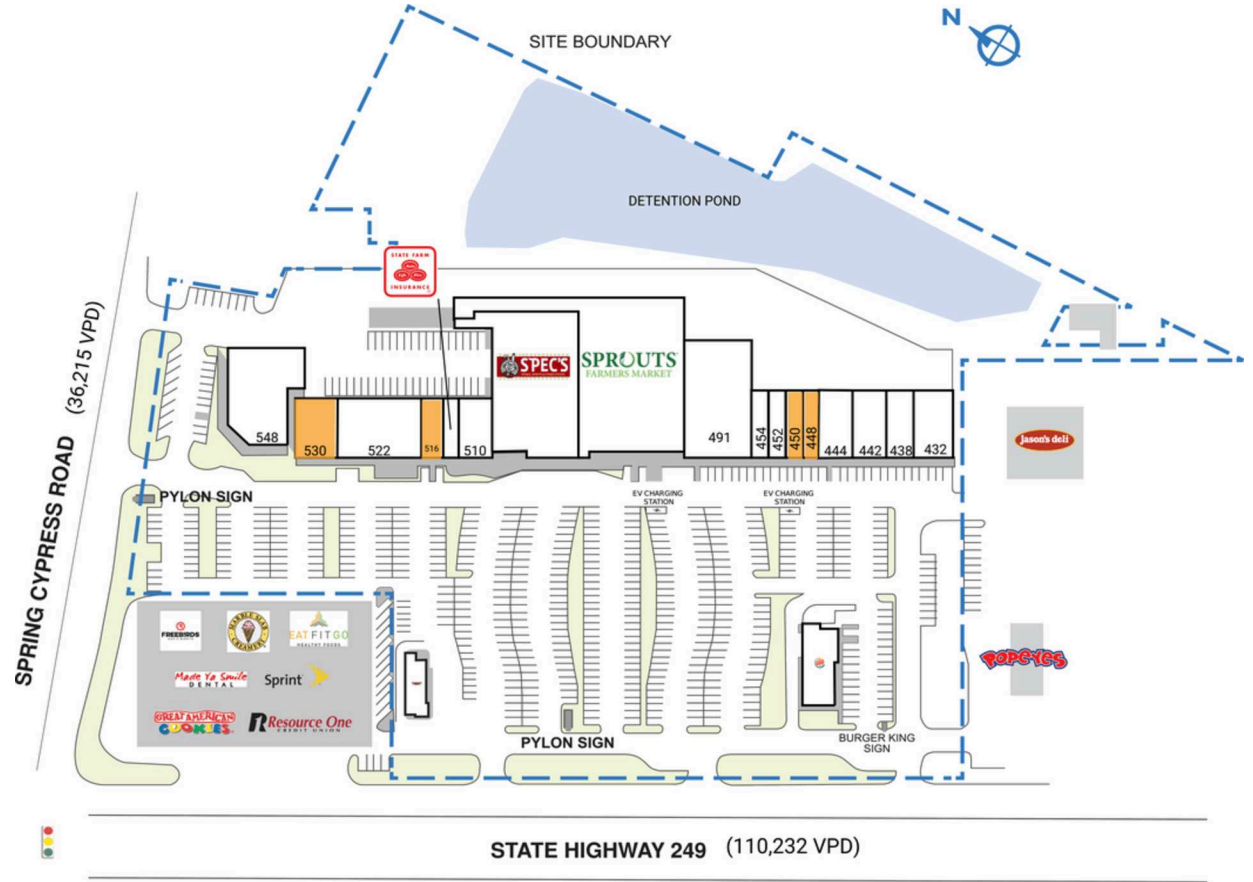 N
SITE BOUNDARY
DETENTION POND
STATE FARM
INSURANCE
SPEC'S
SPROUTS
FARMERS MARKET
SPRING CYPRESS ROAD (36,215 VPD)
548
530
522
516
510
491
454
452
450
448
444
442
438
432
Jason's deli
PYLON SIGN
EV CHARGING
STATION
EV CHARGING
STATION
FREEBIRDS
MARBLE SLAB
CREAMERY
EAT FIT GO
HEALTHY FOODS
Made Ya Smile
DENTAL
Sprint
GREAT AMERICAN
COOKIES
Resource One
CREDIT UNION
POPEYES
PYLON SIGN
BURGER KING
SIGN
STATE HIGHWAY 249 (110,232 VPD)